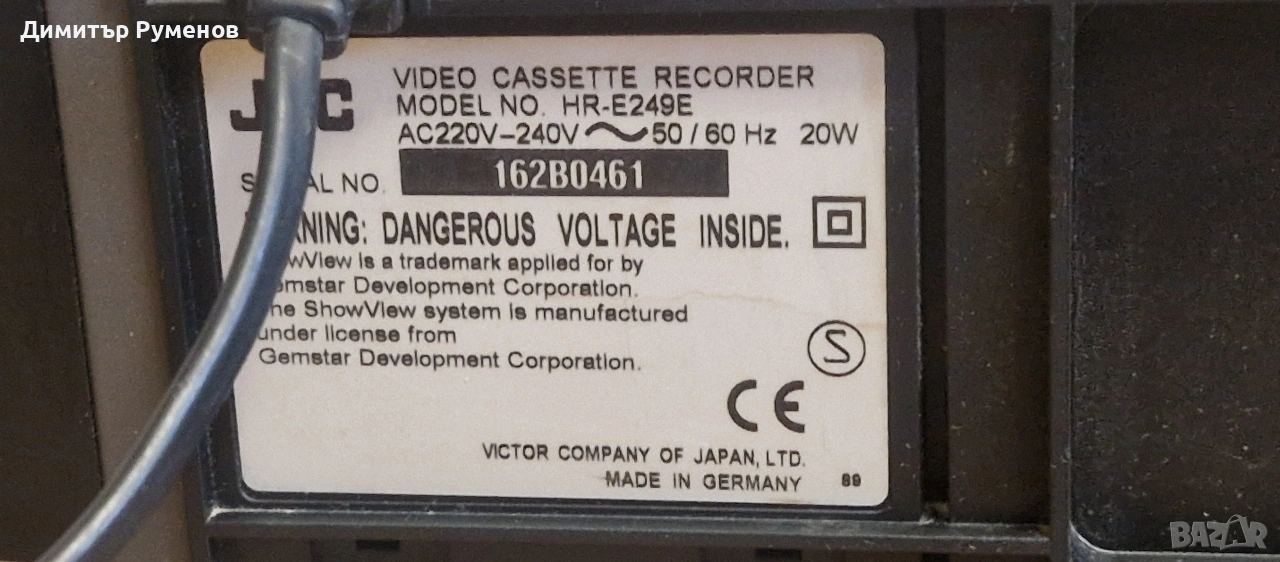 Димитър Руменов
VIDEO CASSETTE RECORDER
MODEL NO. HR-E249E
AC220V–240V 50/60 Hz 20W
NO. 162B0461
DANGEROUS VOLTAGE INSIDE.
is a trademark applied for by
Development Corporation.
ShowView system is manufactured
under license from
Gemstar Development Corporation.
S
CE
VICTOR COMPANY OF JAPAN, LTD.
MADE IN GERMANY 89
BAZAR